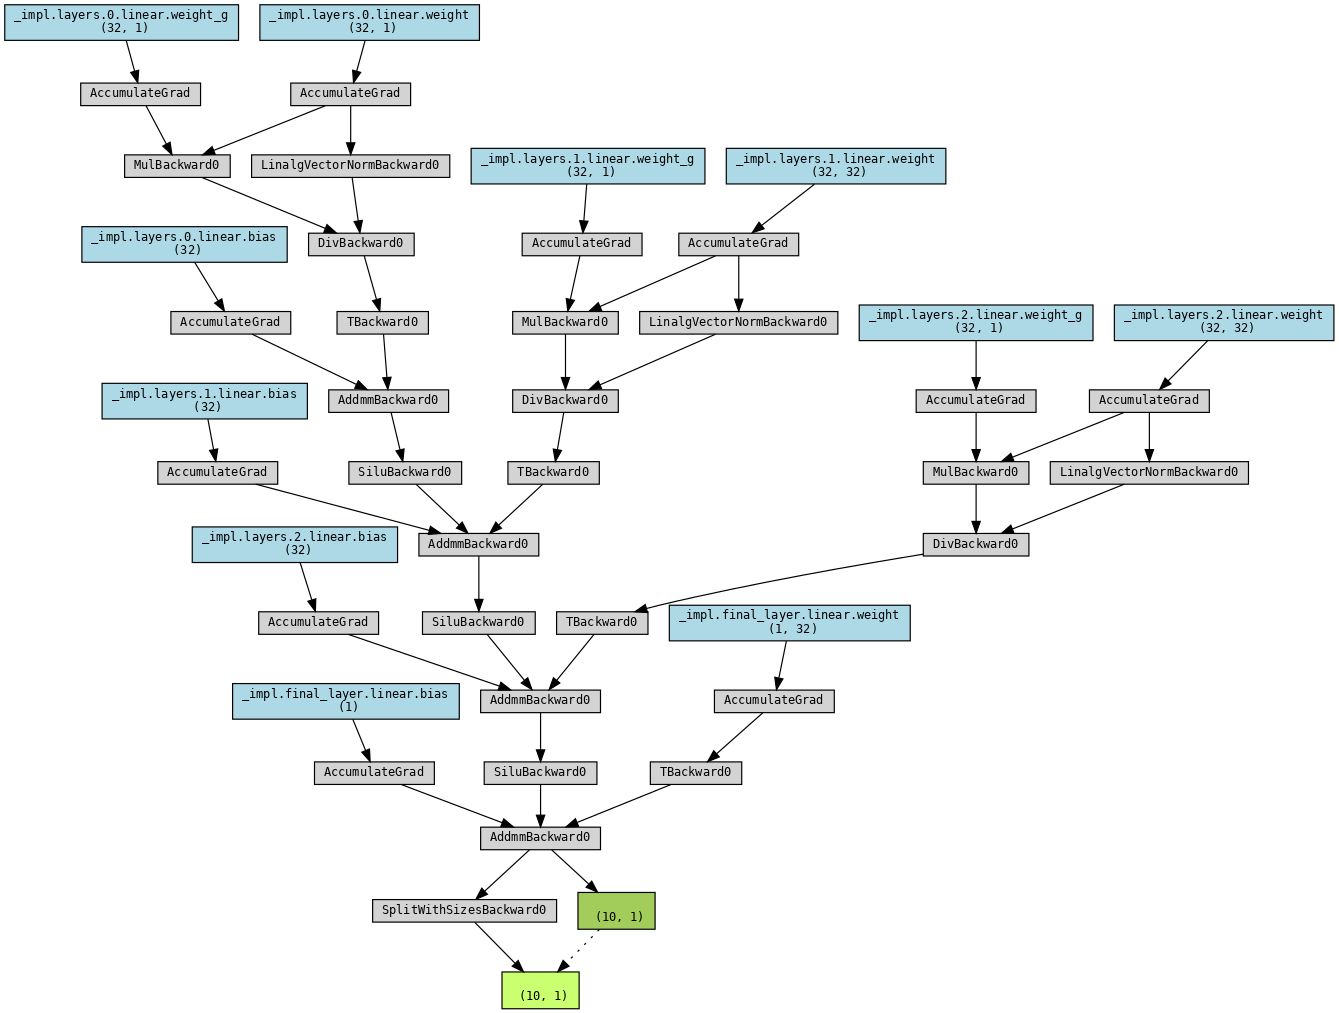 _impl.layers.0.linear.weight_g
(32, 1)
_impl.layers.0.linear.weight
(32, 1)
AccumulateGrad
AccumulateGrad
MulBackward0
LinalgVectorNormBackward0
_impl.layers.1.linear.weight_g
(32, 1)
_impl.layers.1.linear.weight
(32, 32)
_impl.layers.0.linear.bias
(32)
DivBackward0
AccumulateGrad
AccumulateGrad
AccumulateGrad
TBackward0
MulBackward0
LinalgVectorNormBackward0
_impl.layers.2.linear.weight_g
(32, 1)
_impl.layers.2.linear.weight
(32, 32)
_impl.layers.1.linear.bias
(32)
AddmmBackward0
DivBackward0
AccumulateGrad
AccumulateGrad
AccumulateGrad
SiluBackward0
TBackward0
MulBackward0
LinalgVectorNormBackward0
_impl.layers.2.linear.bias
(32)
AddmmBackward0
DivBackward0
AccumulateGrad
SiluBackward0
TBackward0
_impl.final_layer.linear.weight
(1, 32)
_impl.final_layer.linear.bias
(1)
AddmmBackward0
AccumulateGrad
AccumulateGrad
SiluBackward0
TBackward0
AddmmBackward0
SplitWithSizesBackward0
(10, 1)
(10, 1)